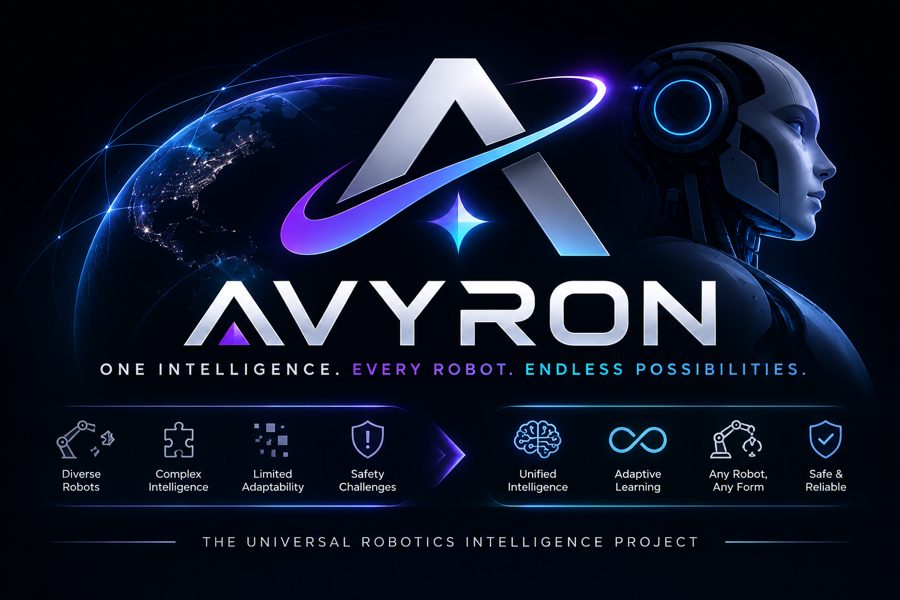 AVYRON
ONE INTELLIGENCE. EVERY ROBOT. ENDLESS POSSIBILITIES.
Diverse
Robots
Complex
Intelligence
Limited
Adaptability
Safety
Challenges
Unified
Intelligence
Adaptive
Learning
Any Robot,
Any Form
Safe &
Reliable
THE UNIVERSAL ROBOTICS INTELLIGENCE PROJECT